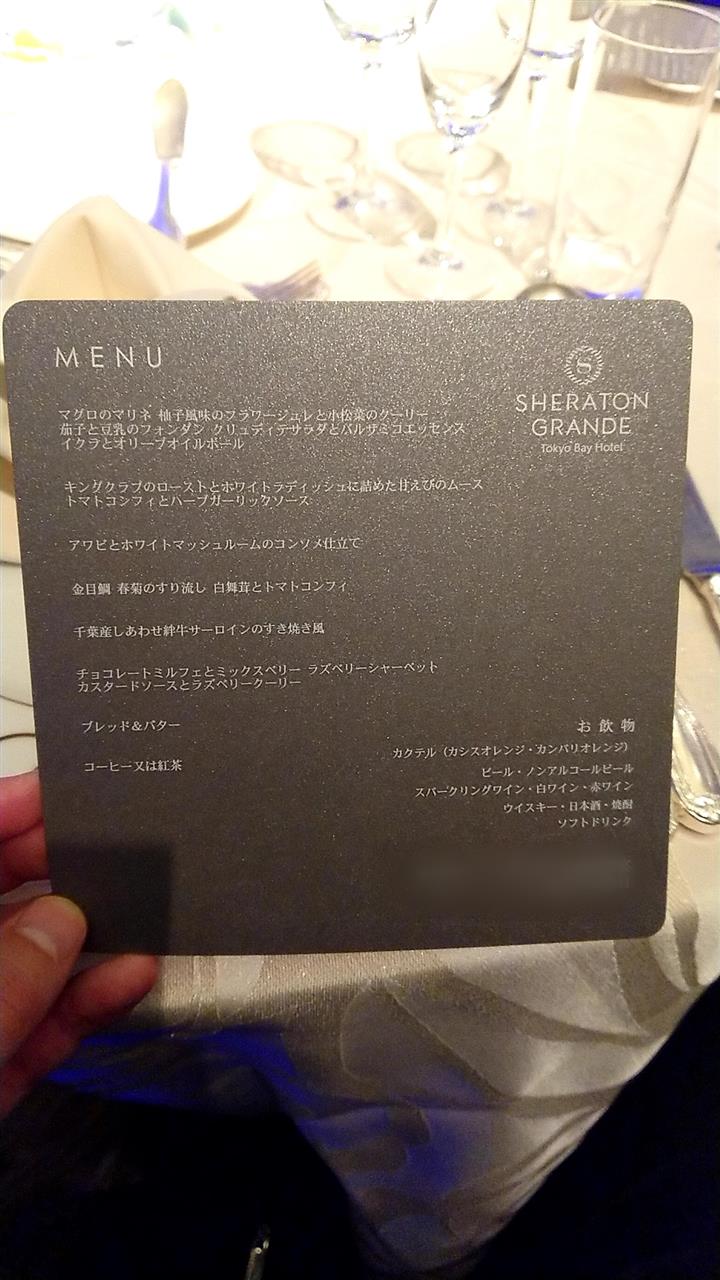 MENU
S
SHERATON
GRANDE
Tokyo Bay Hotel
マグロのマリネ 柚子風味のフラワージュレと小松菜のクーリー
茄子と豆乳のフォンダン クリュディテサラダとバルザミコエッセンス
イクラとオリーブオイルボール
キングクラブのローストとホワイトラディッシュに詰めた甘えびのムース
トマトコンフィとハーブガーリックソース
アワビとホワイトマッシュルームのコンソメ仕立て
金目鯛 春菊のすり流し 白舞茸とトマトコンフィ
千葉産しあわせ絆牛サーロインのすき焼き風
チョコレートミルフェとミックスベリー ラズベリーシャーベット
カスタードソースとラズベリークーリー
ブレッド＆バター
コーヒー又は紅茶
お飲物
カクテル（カシスオレンジ・カンパリオレンジ）
ビール・ノンアルコールビール
スパークリングワイン・白ワイン・赤ワイン
ウイスキー・日本酒・焼酎
ソフトドリンク